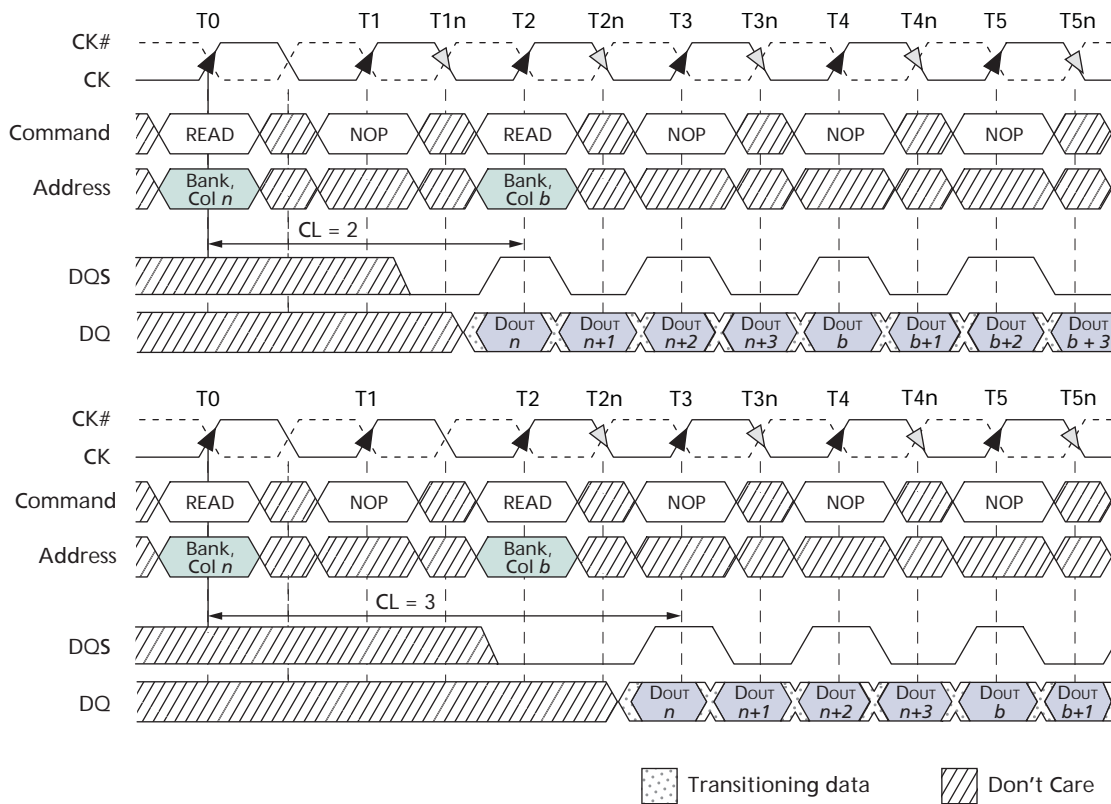 T0 T1 T1n T2 T2n T3 T3n T4 T4n T5 T5n
CK#
CK
Command READ NOP READ NOP NOP NOP
Address Bank, Col n Bank, Col b
CL = 2
DQS
DQ DOUT n DOUT n+1 DOUT n+2 DOUT n+3 DOUT b DOUT b+1 DOUT b+2 DOUT b + 3
T0 T1 T2 T2n T3 T3n T4 T4n T5 T5n
CK#
CK
Command READ NOP READ NOP NOP NOP
Address Bank, Col n Bank, Col b
CL = 3
DQS
DQ DOUT n DOUT n+1 DOUT n+2 DOUT n+3 DOUT b DOUT b+1
Transitioning data Don't Care